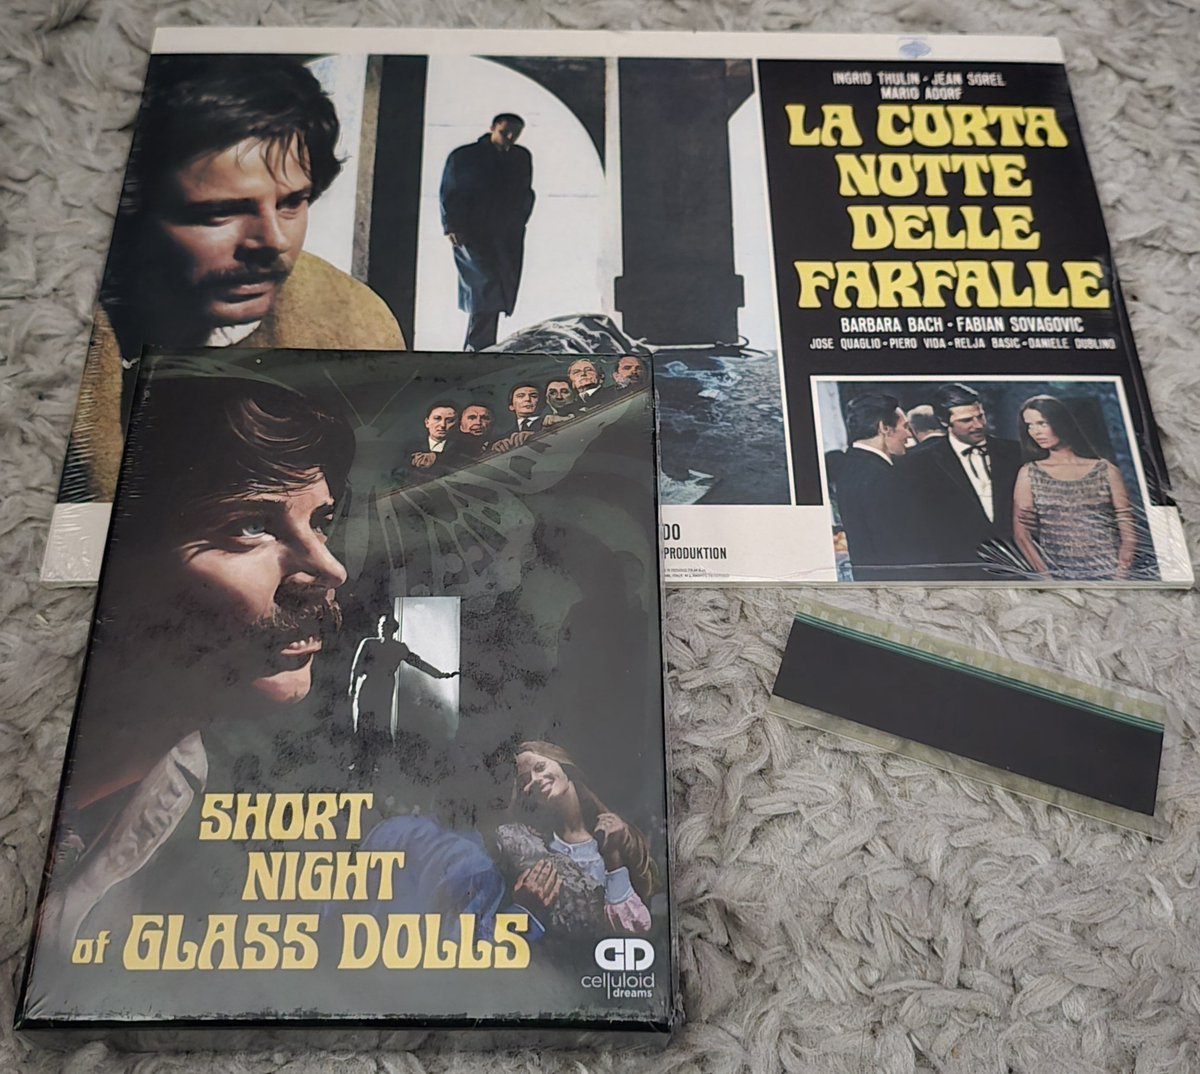 INGRID THULIN - JEAN SOREL
MARIO ADORF
LA CORTA
NOTTE
DELLE
FARFALLE
BARBARA BACH - FABIAN SOVAGOVIC
JOSE QUAGLIO - PIERO VIDA - RELJA BASIC - DANIELE DUBLINO
DO
PRODUKTION
SHORT
NIGHT
of GLASS DOLLS
CD
celluloid
dreams